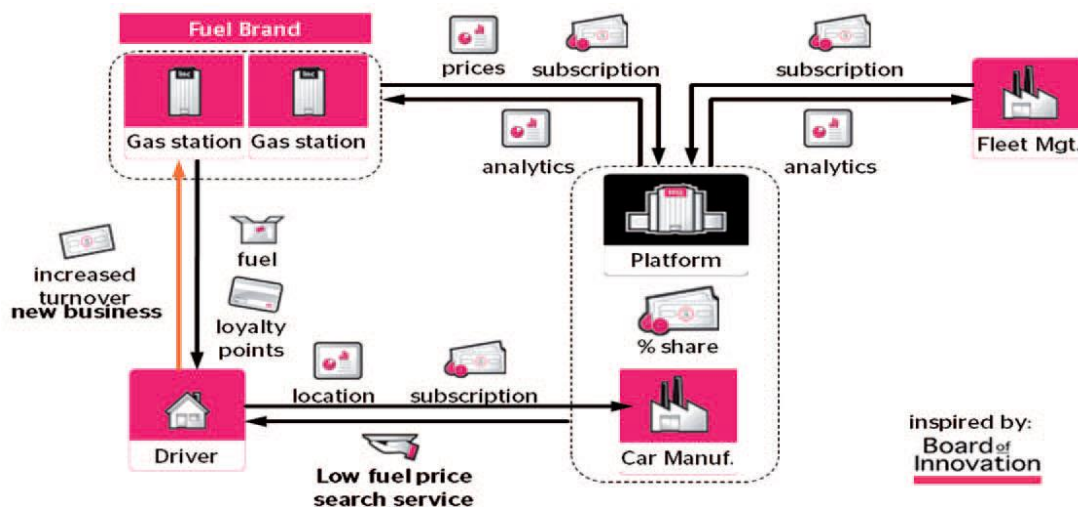 Fuel Brand
Gas station
Gas station
prices
subscription
analytics
subscription
analytics
Fleet Mgt.
Platform
% share
Car Manuf.
increased
turnover
new business
fuel
loyalty
points
location
subscription
Driver
Low fuel price
search service
inspired by:
Board of
Innovation